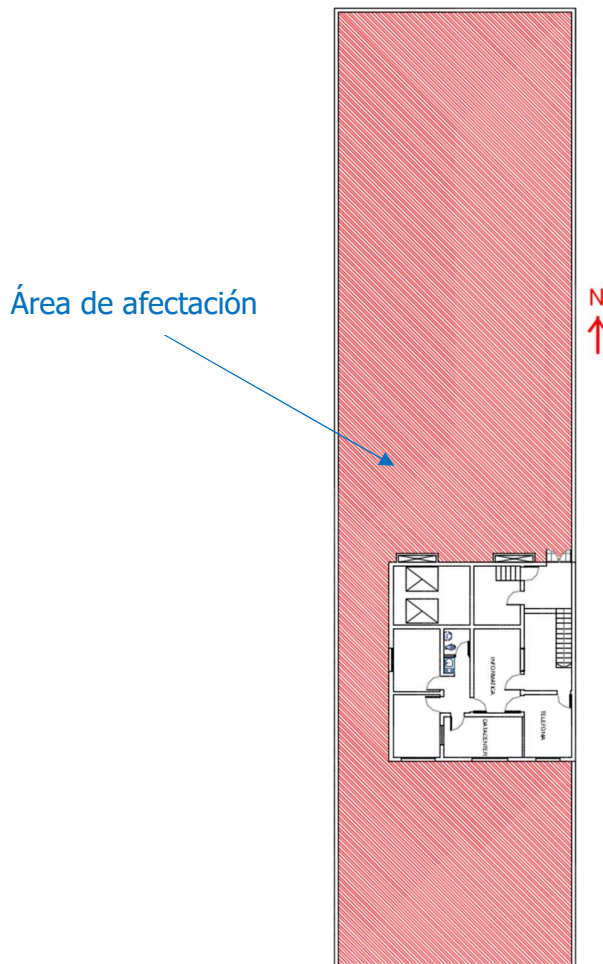 Área de afectación
N
INFORMATICA
DATACENTER
TELEFONIA